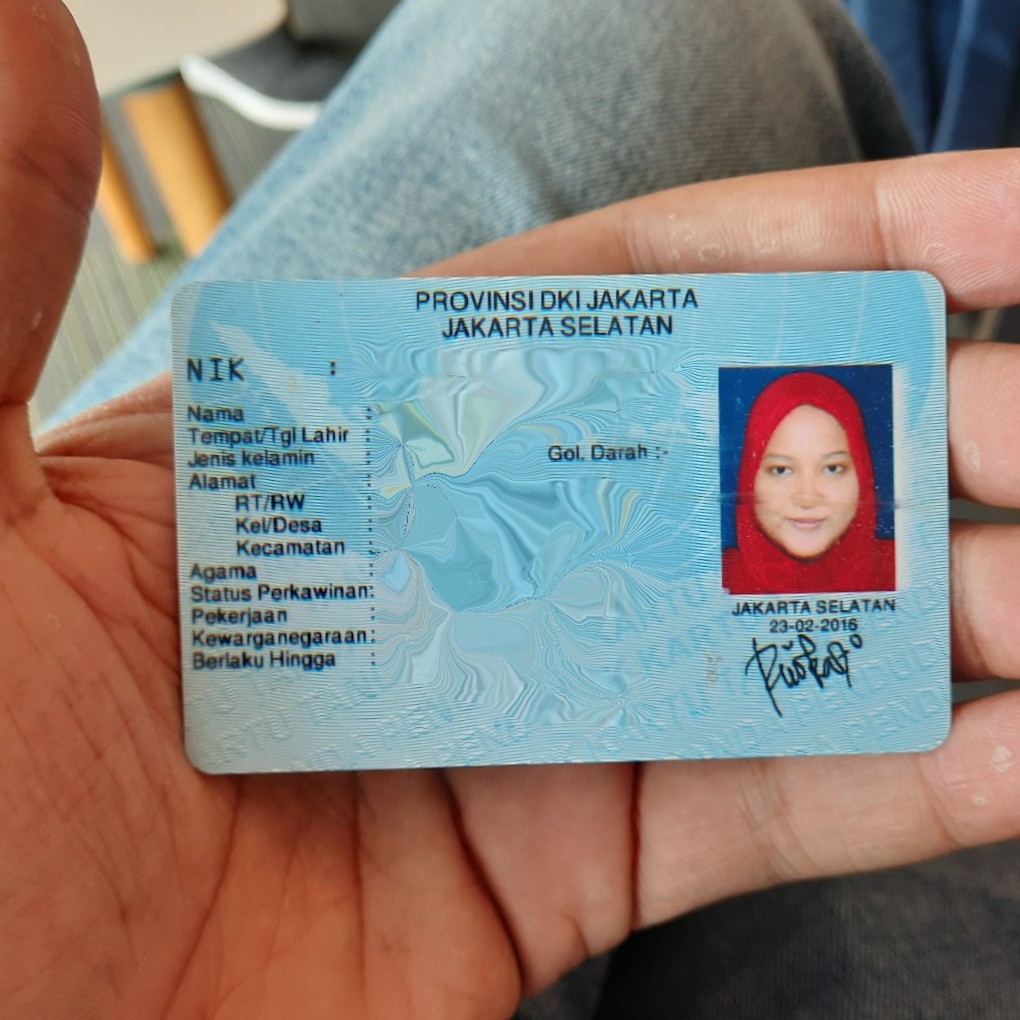 PROVINSI DKI JAKARTA
JAKARTA SELATAN
NIK :
Nama :
Tempat/Tgl Lahir :
Jenis kelamin : Gol. Darah :-
Alamat :
RT/RW :
Kel/Desa :
Kecamatan :
Agama :
Status Perkawinan:
Pekerjaan :
Kewarganegaraan :
Berlaku Hingga :
JAKARTA SELATAN
23-02-2016